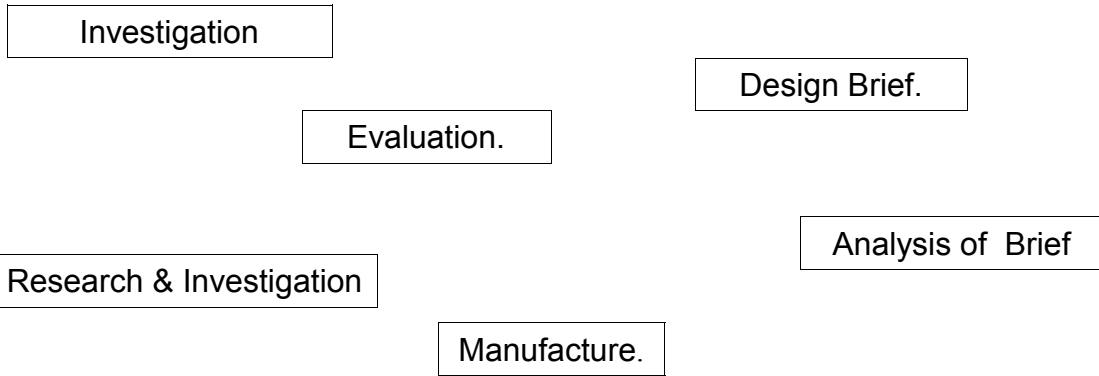 Investigation
Design Brief.
Evaluation.
Analysis of Brief
Research & Investigation
Manufacture.